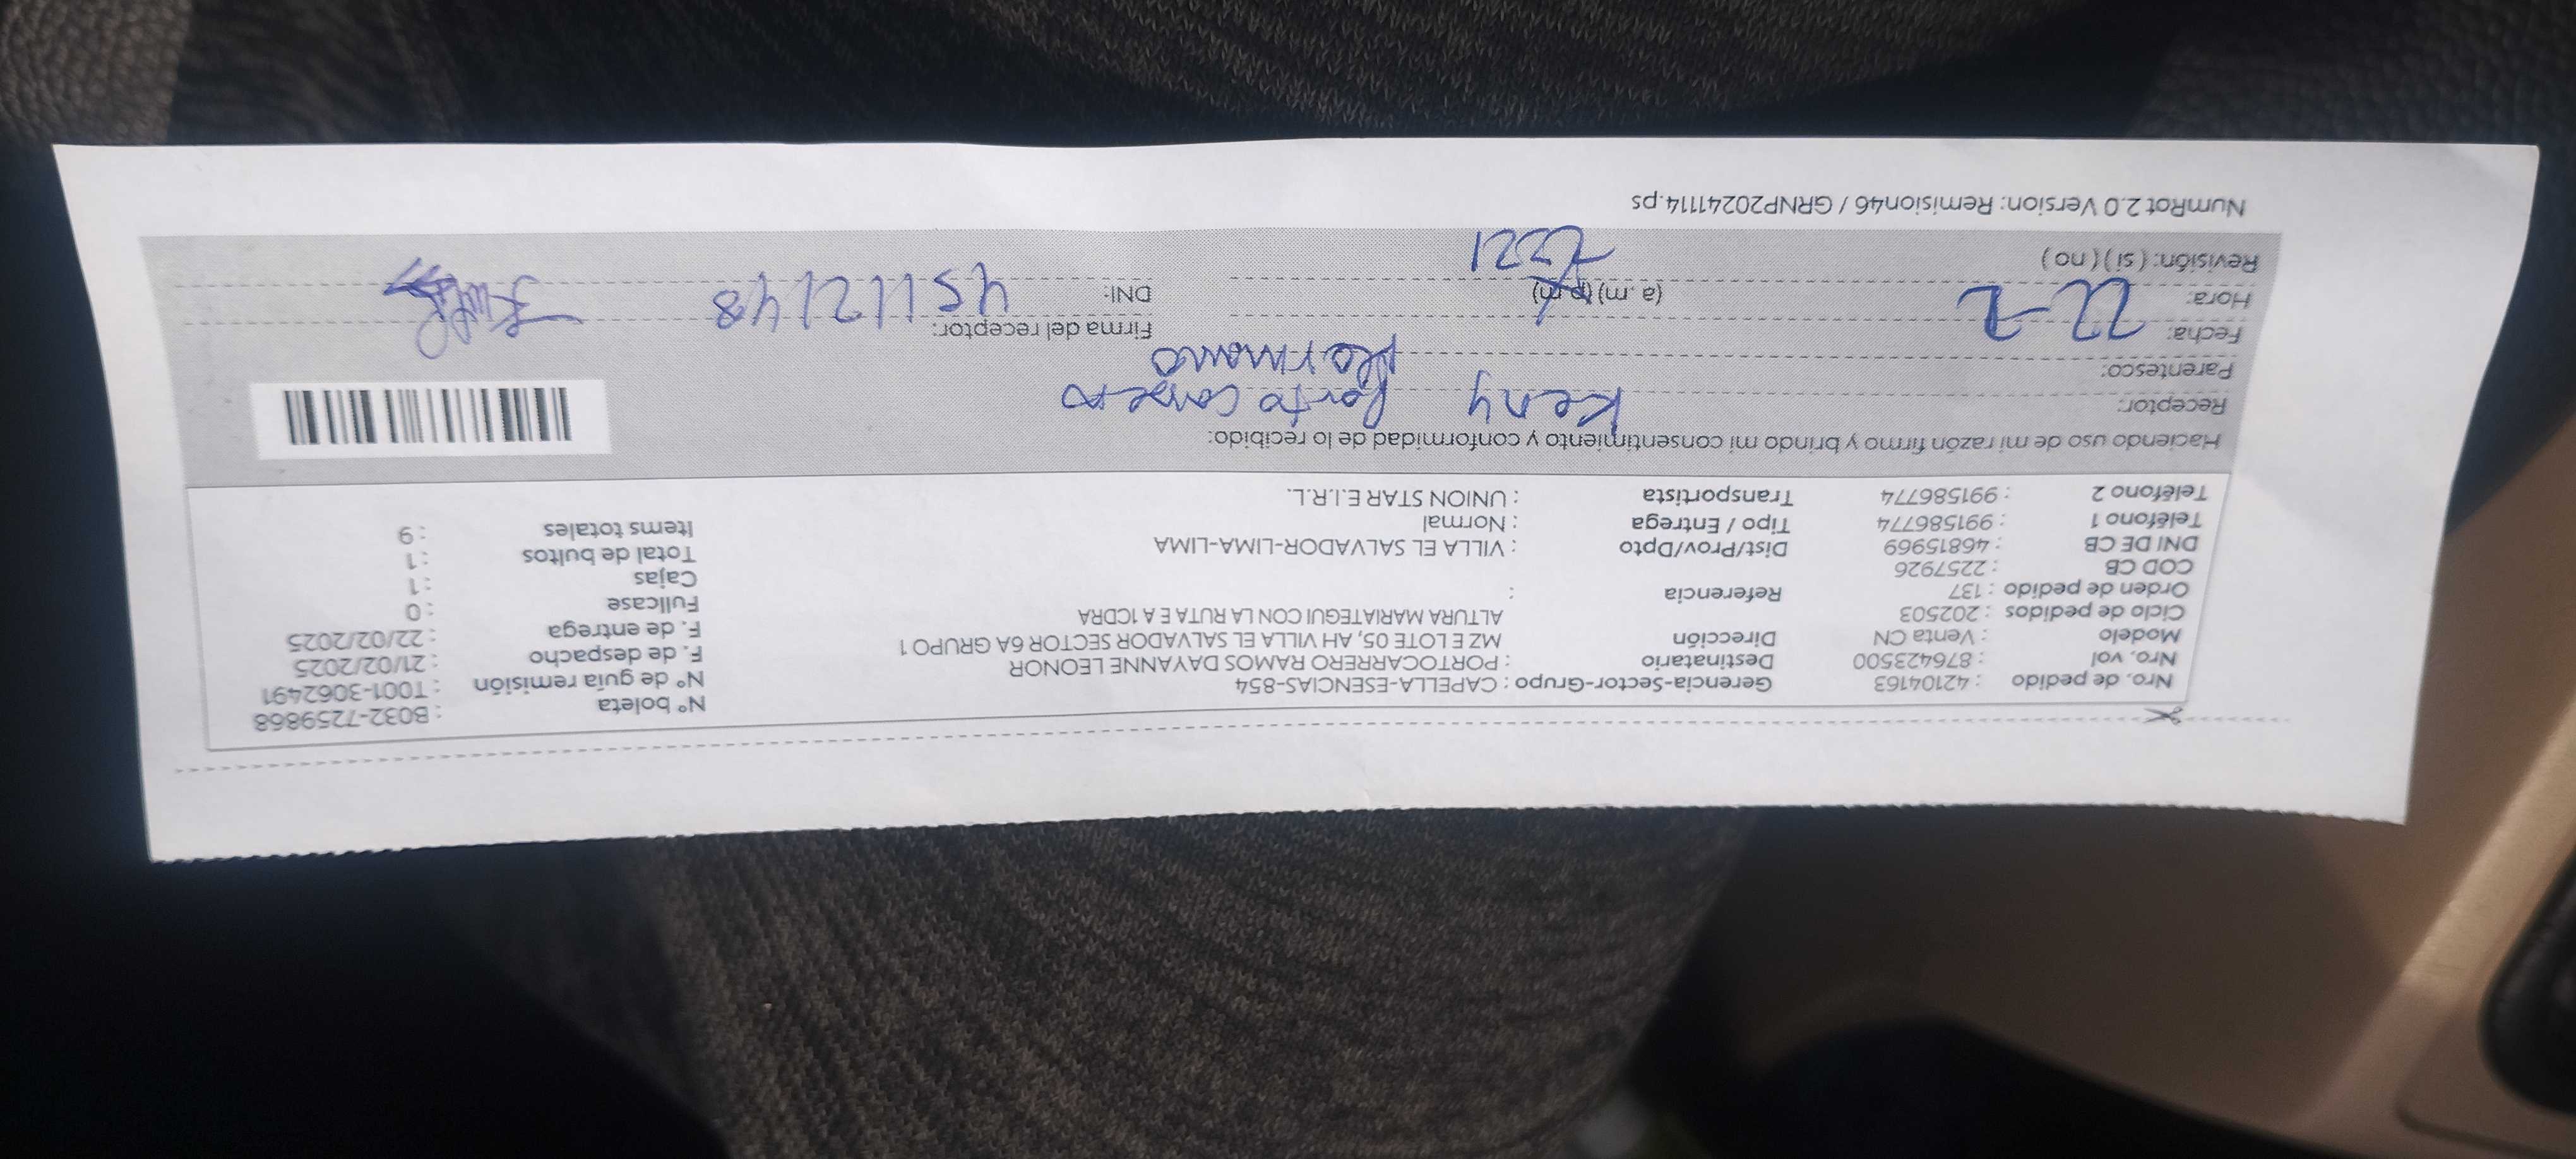 Nro. de pedido : 42104163
Nro. vol : 876423500
Modelo : Venta CN
Ciclo de pedidos : 202503
Orden de pedido : 137
COD CB : 2257926
DNI DE CB : 46815969
Teléfono 1 : 991586774
Teléfono 2 : 991586774
Gerencia-Sector-Grupo : CAPELLA-ESENCIAS-854
Destinatario : PORTOCARRERO RAMOS DAYANNE LEONOR
Dirección MZ E LOTE 05, AH VILLA EL SALVADOR SECTOR 6A GRUPO 1
ALTURA MARIATEGUI CON LA RUTA E A 1CDRA
Referencia :
Dist/Prov/Dpto : VILLA EL SALVADOR-LIMA-LIMA
Tipo / Entrega : Normal
Transportista : UNION STAR E.I.R.L.
N° boleta : B032-7259868
N° de guía remisión : T001-3062491
F. de despacho : 21/02/2025
F. de entrega : 22/02/2025
Fullcase : 0
Cajas : 1
Total de bultos : 1
Items totales : 9
Haciendo uso de mi razón firmo y brindo mi consentimiento y conformidad de lo recibido:
Receptor: Keny
Parentesco: Hermano
Fecha: 22-2
Hora: (a. m) (p. m)
Revisión: (si) (no)
Firma del receptor:
DNI: 45112148
NumRot 2.0 Version: Remision46 / GRNP20241114.ps